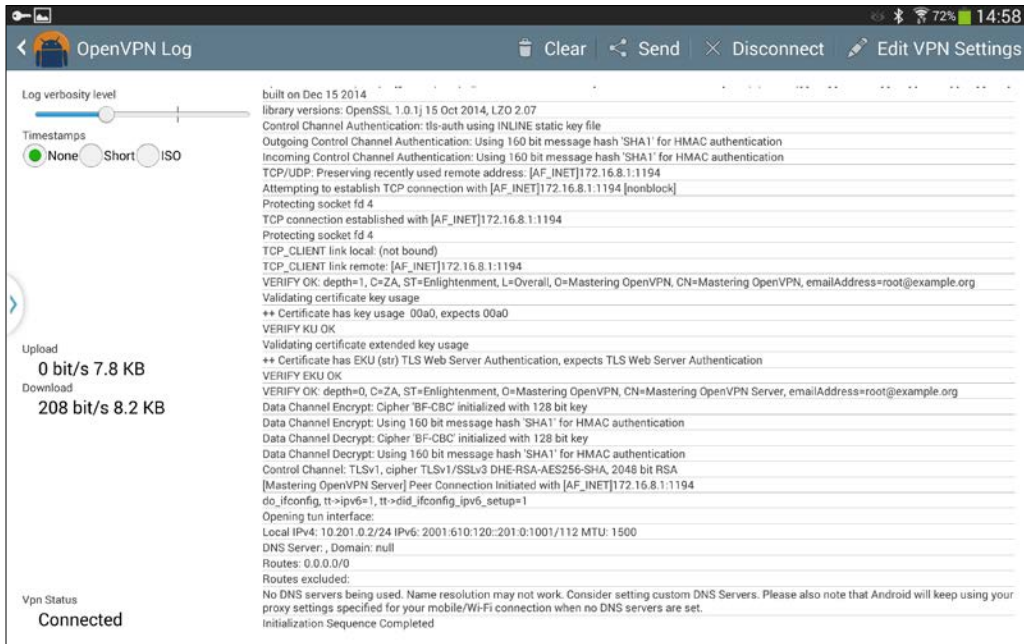 72% 14:58
OpenVPN Log
Clear
Send
Disconnect
Edit VPN Settings
Log verbosity level
Timestamps
None Short ISO
Upload
0 bit/s 7.8 KB
Download
208 bit/s 8.2 KB
Vpn Status
Connected
built on Dec 15 2014
library versions: OpenSSL 1.0.1j 15 Oct 2014, LZO 2.07
Control Channel Authentication: tls-auth using INLINE static key file
Outgoing Control Channel Authentication: Using 160 bit message hash 'SHA1' for HMAC authentication
Incoming Control Channel Authentication: Using 160 bit message hash 'SHA1' for HMAC authentication
TCP/UDP: Preserving recently used remote address: [AF_INET]172.16.8.1:1194
Attempting to establish TCP connection with [AF_INET]172.16.8.1:1194 [nonblock]
Protecting socket fd 4
TCP connection established with [AF_INET]172.16.8.1:1194
Protecting socket fd 4
TCP_CLIENT link local: (not bound)
TCP_CLIENT link remote: [AF_INET]172.16.8.1:1194
VERIFY OK: depth=1, C=ZA, ST=Enlightenment, L=Overall, O=Mastering OpenVPN, CN=Mastering OpenVPN, emailAddress=root@example.org
Validating certificate key usage
++ Certificate has key usage  00a0, expects 00a0
VERIFY KU OK
Validating certificate extended key usage
++ Certificate has EKU (str) TLS Web Server Authentication, expects TLS Web Server Authentication
VERIFY EKU OK
VERIFY OK: depth=0, C=ZA, ST=Enlightenment, O=Mastering OpenVPN, CN=Mastering OpenVPN Server, emailAddress=root@example.org
Data Channel Encrypt: Cipher 'BF-CBC' initialized with 128 bit key
Data Channel Encrypt: Using 160 bit message hash 'SHA1' for HMAC authentication
Data Channel Decrypt: Cipher 'BF-CBC' initialized with 128 bit key
Data Channel Decrypt: Using 160 bit message hash 'SHA1' for HMAC authentication
Control Channel: TLSv1, cipher TLSv1/SSLv3 DHE-RSA-AES256-SHA, 2048 bit RSA
[Mastering OpenVPN Server] Peer Connection Initiated with [AF_INET]172.16.8.1:1194
do_ifconfig, tt->ipv6=1, tt->did_ifconfig_ipv6_setup=1
Opening tun interface:
Local IPv4: 10.201.0.2/24 IPv6: 2001:610:120::201:0:1001/112 MTU: 1500
DNS Server: , Domain: null
Routes: 0.0.0.0/0
Routes excluded:
No DNS servers being used. Name resolution may not work. Consider setting custom DNS Servers. Please also note that Android will keep using your
proxy settings specified for your mobile/Wi-Fi connection when no DNS servers are set.
Initialization Sequence Completed